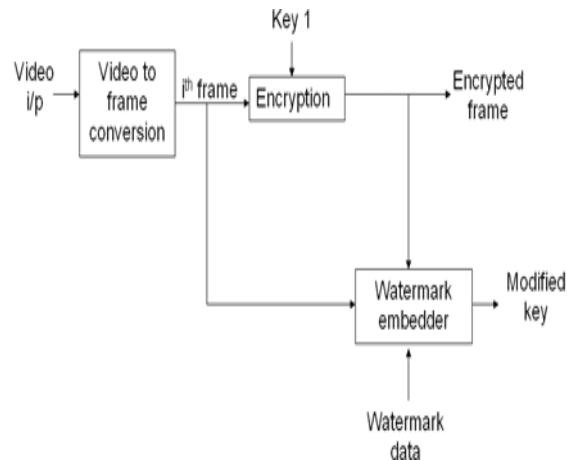 Key 1
Video
i/p
Video to
frame
conversion
ith frame
Encryption
Encrypted
frame
Watermark
embedder
Modified
key
Watermark
data